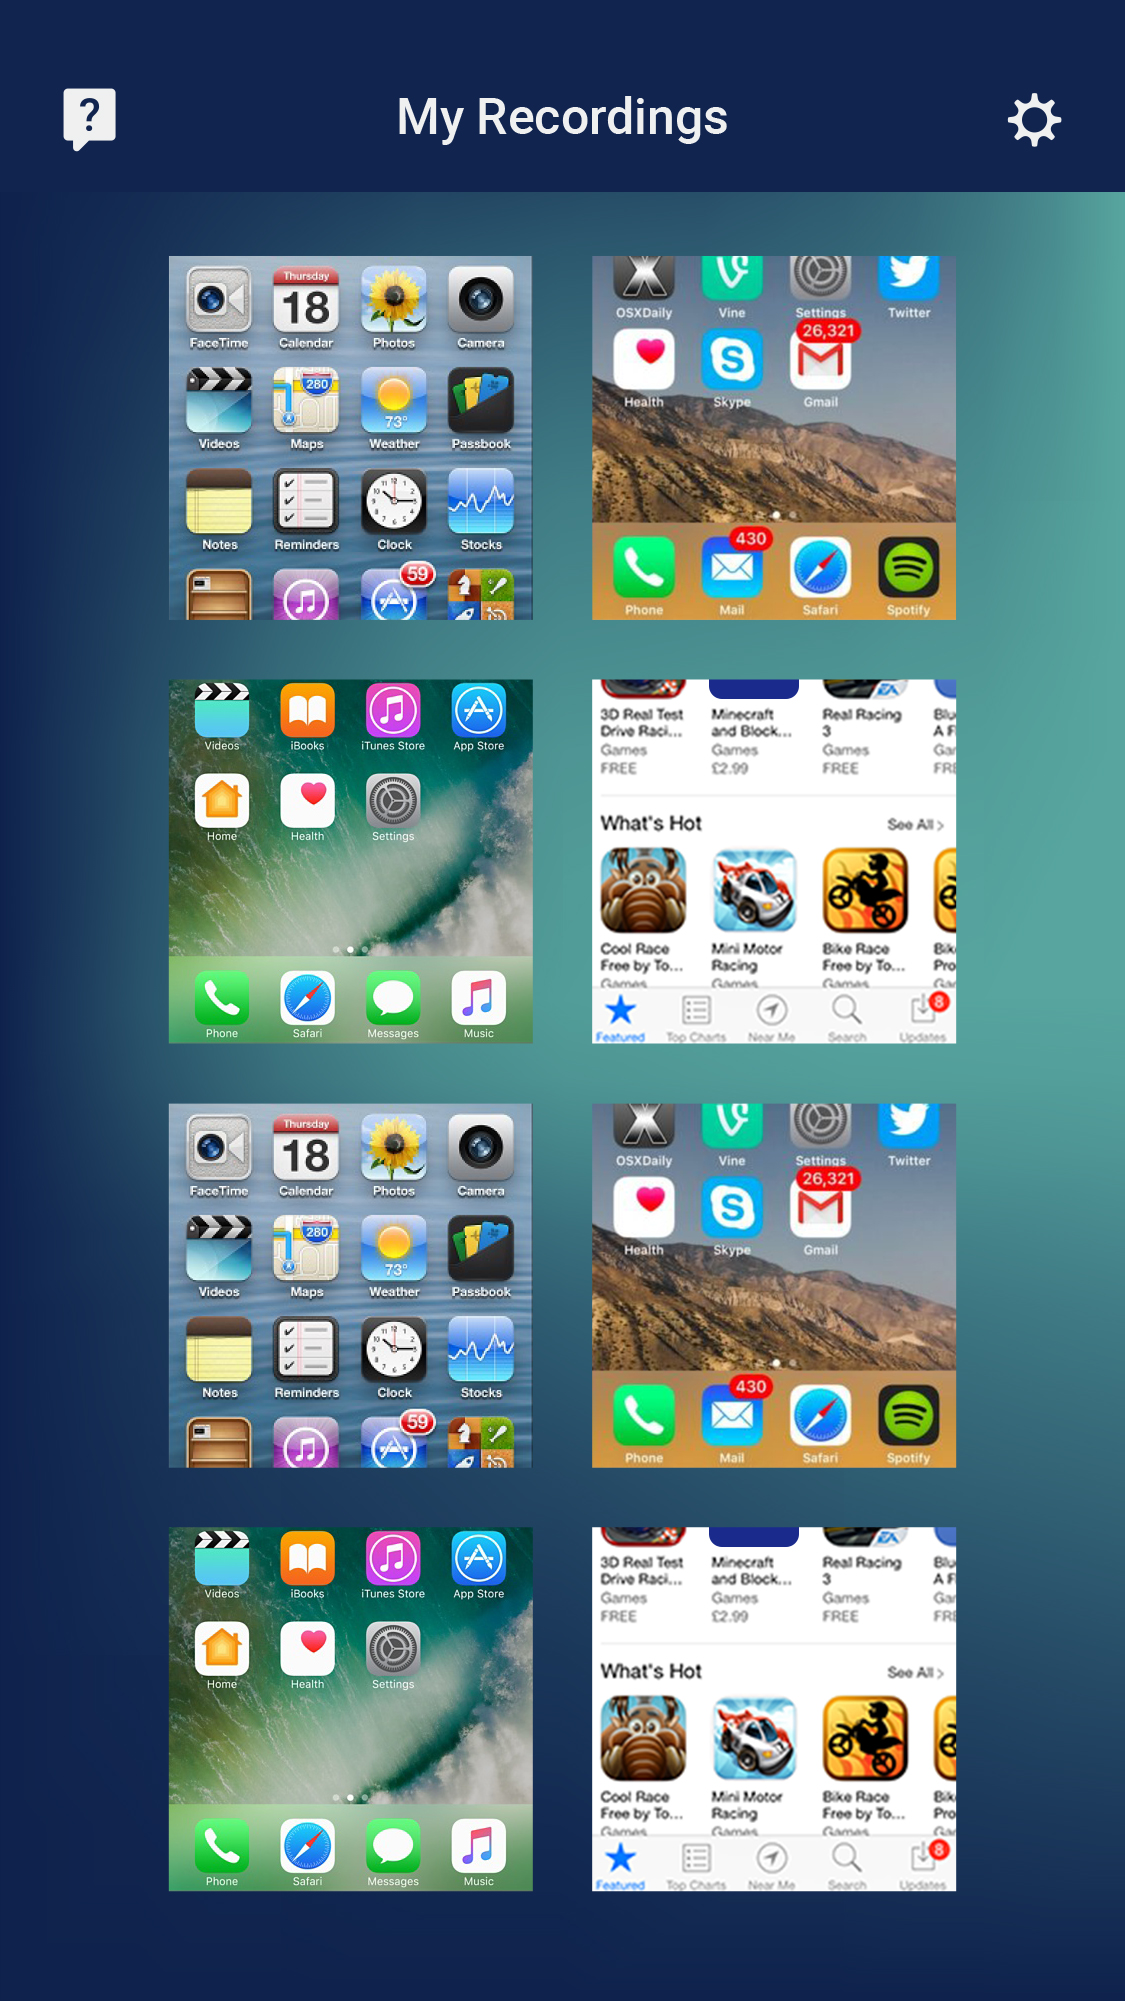 ?
My Recordings
Thursday
18
FaceTime Calendar Photos Camera
280
73°
Videos Maps Weather Passbook
Notes Reminders Clock Stocks
59
OSXDaily Vine Settings Twitter
26,321
Health Skype Gmail
430
Phone Mail Safari Spotify
Videos iBooks iTunes Store App Store
Home Health Settings
Phone Safari Messages Music
EA
3D Real Test Minecraft Real Racing Blu
Drive Raci... and Block... 3 A F
Games Games Games Gar
FREE £2.99 FREE FRE
What's Hot See All >
Cool Race Mini Motor Bike Race Bik
Free by To... Racing Free by To... Pro
Games Games Games Gar
8
Featured Top Charts Near Me Search Updates
Thursday
18
FaceTime Calendar Photos Camera
280
73°
Videos Maps Weather Passbook
Notes Reminders Clock Stocks
59
OSXDaily Vine Settings Twitter
26,321
Health Skype Gmail
430
Phone Mail Safari Spotify
Videos iBooks iTunes Store App Store
Home Health Settings
Phone Safari Messages Music
EA
3D Real Test Minecraft Real Racing Blu
Drive Raci... and Block... 3 A F
Games Games Games Gar
FREE £2.99 FREE FRE
What's Hot See All >
Cool Race Mini Motor Bike Race Bik
Free by To... Racing Free by To... Pro
Games Games Games Gar
8
Featured Top Charts Near Me Search Updates